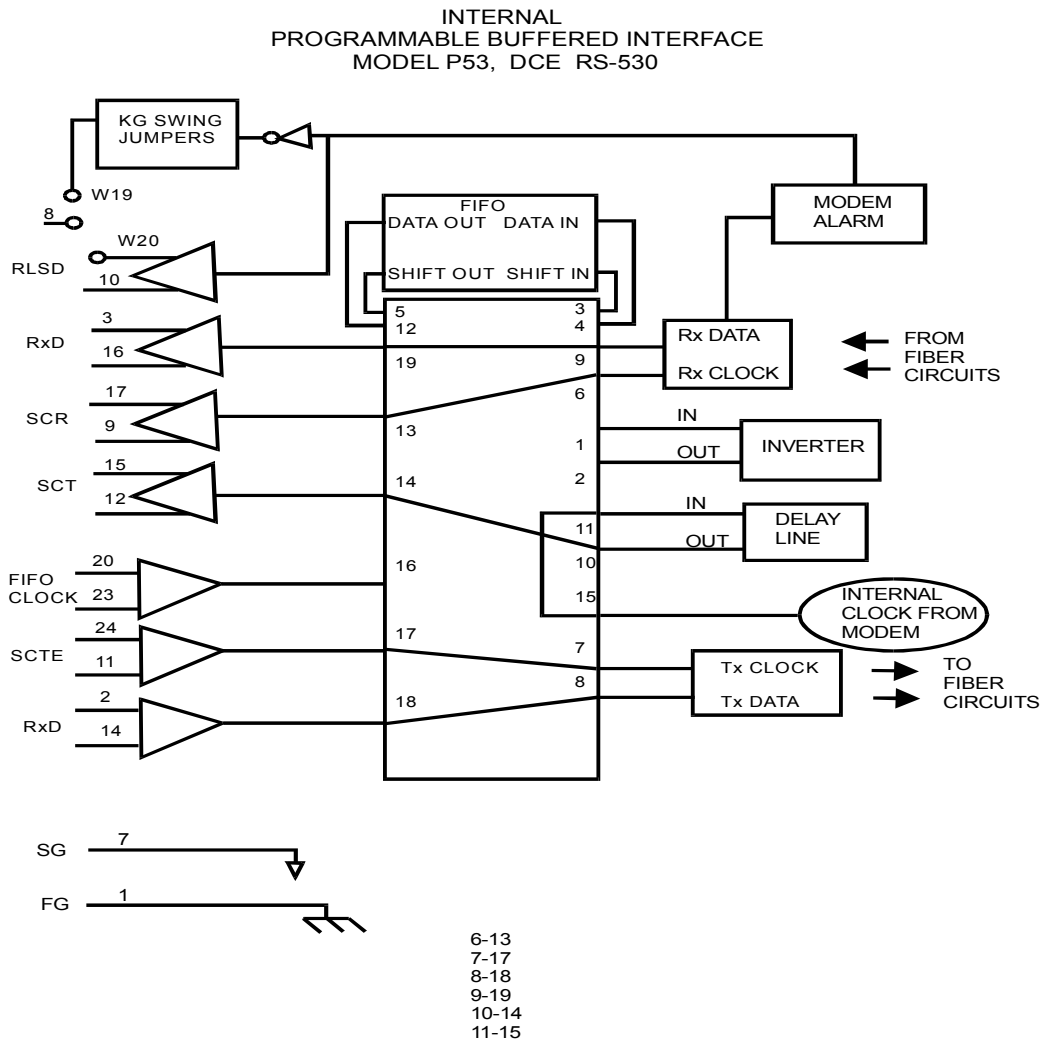 INTERNAL
PROGRAMMABLE BUFFERED INTERFACE
MODEL P53, DCE RS-530
KG SWING
JUMPERS
W19
8
W20
RLSD
10
MODEM
ALARM
FIFO
DATA OUT DATA IN
SHIFT OUT SHIFT IN
5
12
3
4
3
RxD
16
19
9
6
Rx DATA
Rx CLOCK
FROM
FIBER
CIRCUITS
17
SCR
9
13
1
2
IN
OUT
INVERTER
15
SCT
12
14
11
10
15
IN
OUT
DELAY
LINE
20
FIFO
CLOCK 23
16
INTERNAL
CLOCK FROM
MODEM
24
SCTE
11
17
7
8
Tx CLOCK
Tx DATA
TO
FIBER
CIRCUITS
2
RxD
14
18
SG 7
FG 1
6-13
7-17
8-18
9-19
10-14
11-15